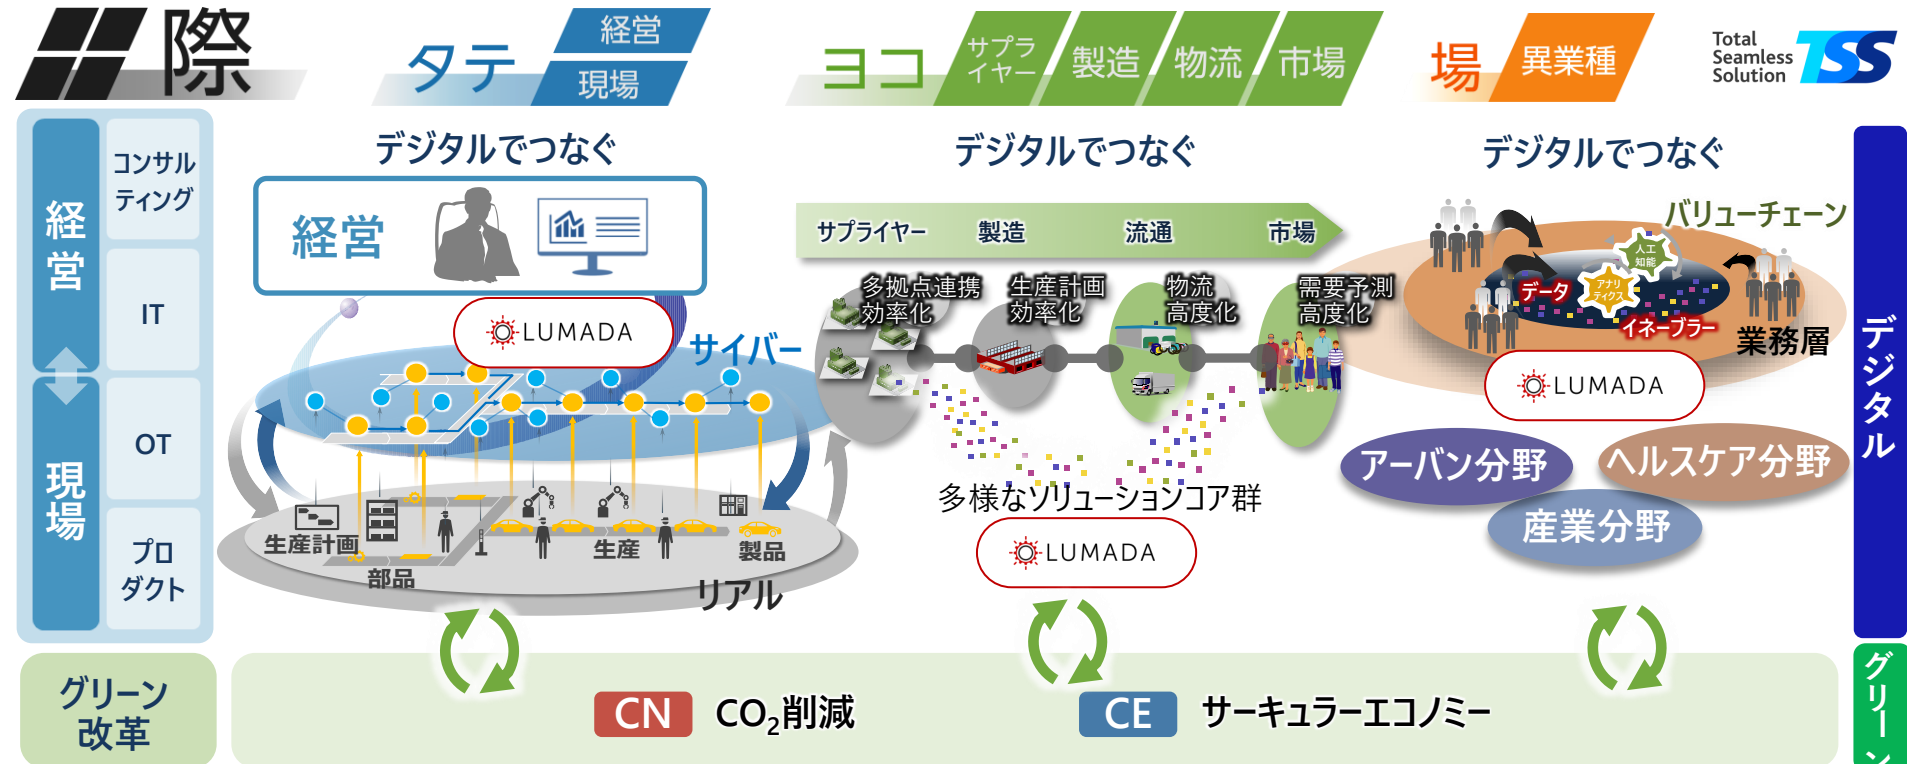 際
タテ
経営
現場
ヨコ
サプラ
イヤー
製造
物流
市場
場
異業種
Total
Seamless
Solution
TSS
経営
現場
コンサル
ティング
IT
OT
プロ
ダクト
デジタルでつなぐ
経営
LUMADA
サイバー
生産計画
部品
生産
製品
リアル
デジタルでつなぐ
サプライヤー
製造
流通
市場
多拠点連携
効率化
生産計画
効率化
物流
高度化
需要予測
高度化
多様なソリューションコア群
LUMADA
デジタルでつなぐ
バリューチェーン
人工
知能
アナリ
ティクス
データ
イネーブラー
業務層
LUMADA
アーバン分野
ヘルスケア分野
産業分野
デジタル
グリーン
改革
CN
CO₂削減
CE
サーキュラーエコノミー
グリーン